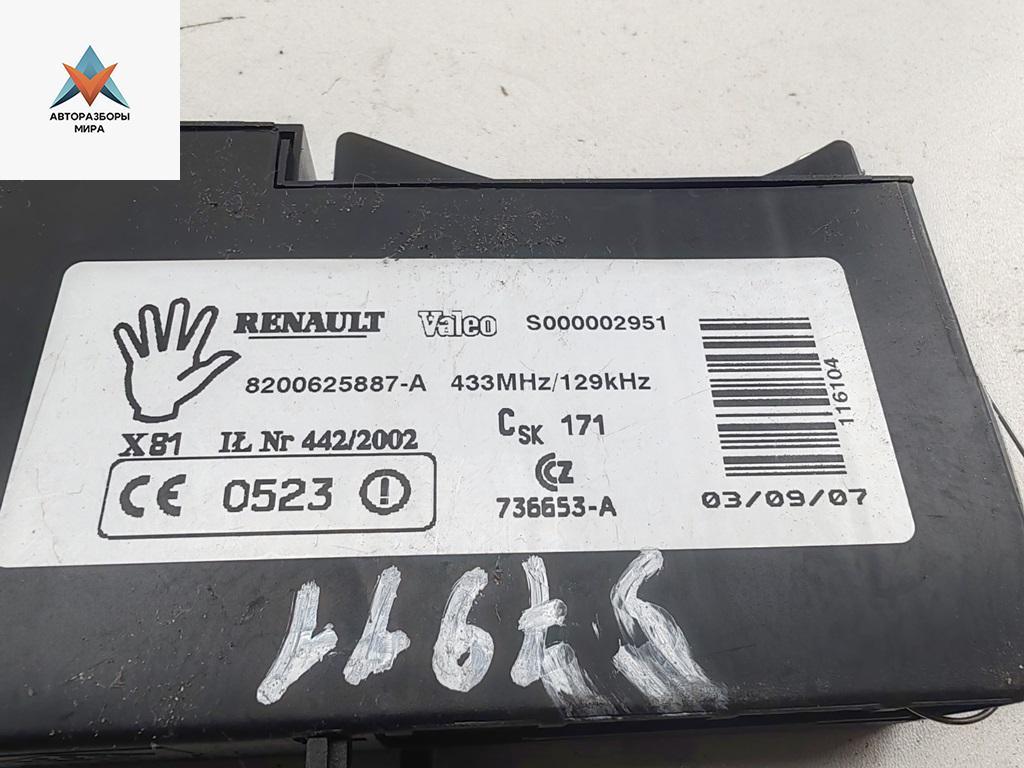 АВТОРАЗБОРЫ
МИРА
RENAULT Valeo S000002951
8200625887-A 433MHz/129kHz
X81 IŁ Nr 442/2002 CSK 171
CE 0523
736653-A
116104
03/09/07